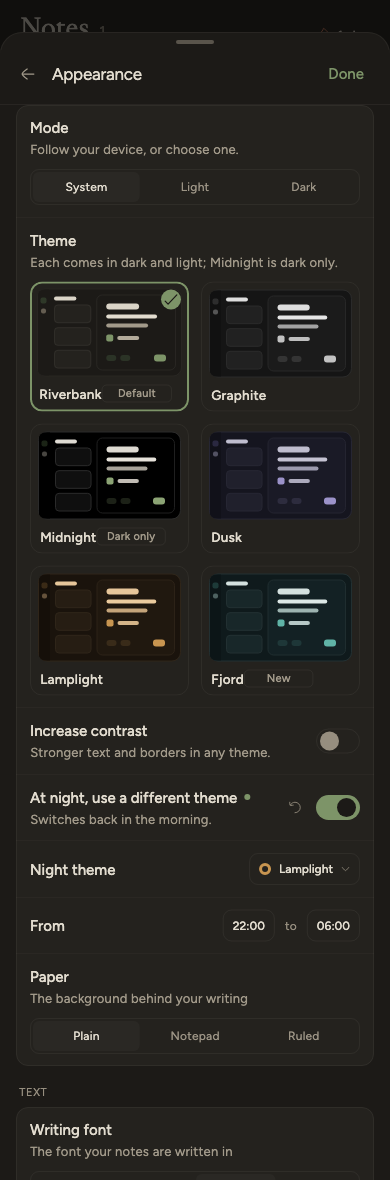 Notes 1
Appearance
Done
Mode
Follow your device, or choose one.
System
Light
Dark
Theme
Each comes in dark and light; Midnight is dark only.
Riverbank
Default
Graphite
Midnight
Dark only
Dusk
Lamplight
Fjord
New
Increase contrast
Stronger text and borders in any theme.
At night, use a different theme
Switches back in the morning.
Night theme
Lamplight
From
22:00
to
06:00
Paper
The background behind your writing
Plain
Notepad
Ruled
TEXT
Writing font
The font your notes are written in